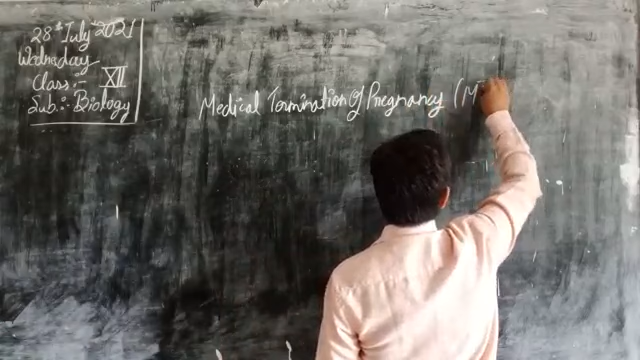 28th July 2021
Wednesday
Class:- XII
Sub:- Biology
Medical Termination Of Pregnancy (M